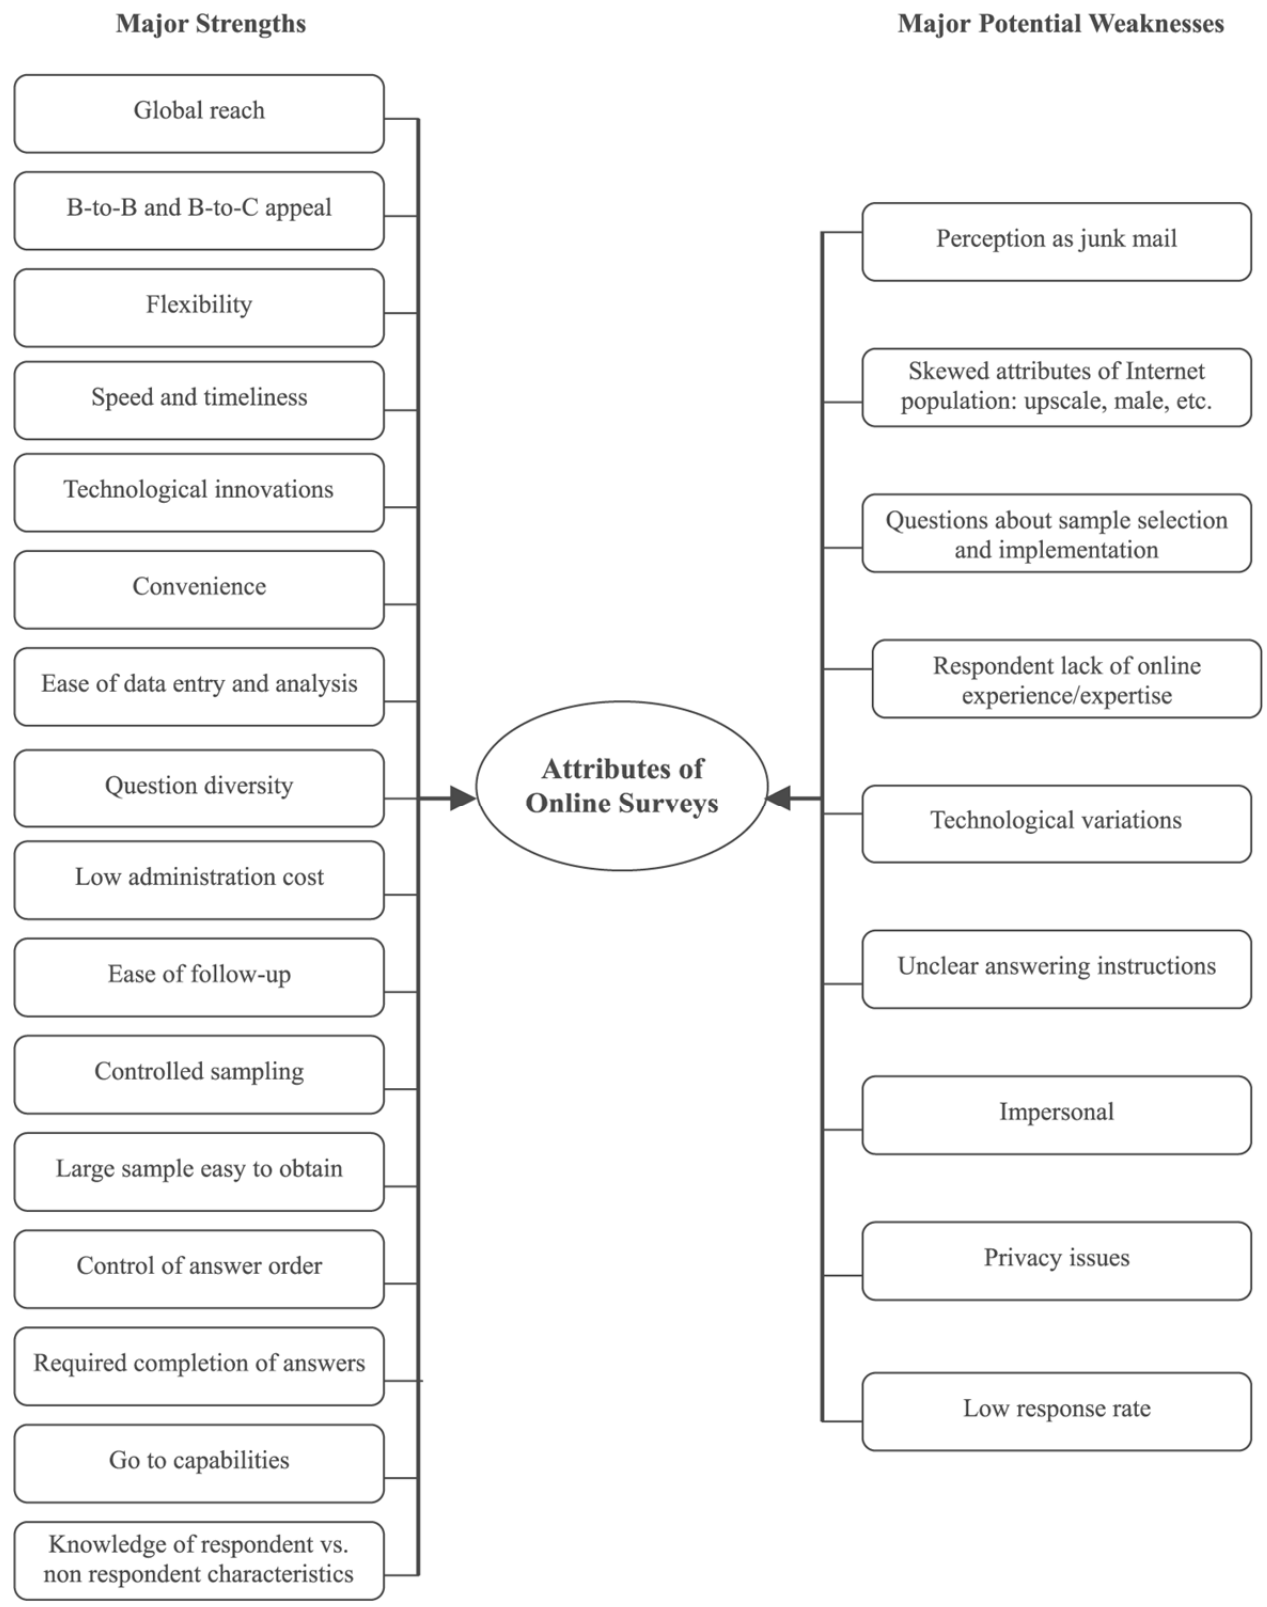 Major Strengths
Global reach
B-to-B and B-to-C appeal
Flexibility
Speed and timeliness
Technological innovations
Convenience
Ease of data entry and analysis
Question diversity
Low administration cost
Ease of follow-up
Controlled sampling
Large sample easy to obtain
Control of answer order
Required completion of answers
Go to capabilities
Knowledge of respondent vs.
non respondent characteristics
Attributes of
Online Surveys
Major Potential Weaknesses
Perception as junk mail
Skewed attributes of Internet
population: upscale, male, etc.
Questions about sample selection
and implementation
Respondent lack of online
experience/expertise
Technological variations
Unclear answering instructions
Impersonal
Privacy issues
Low response rate